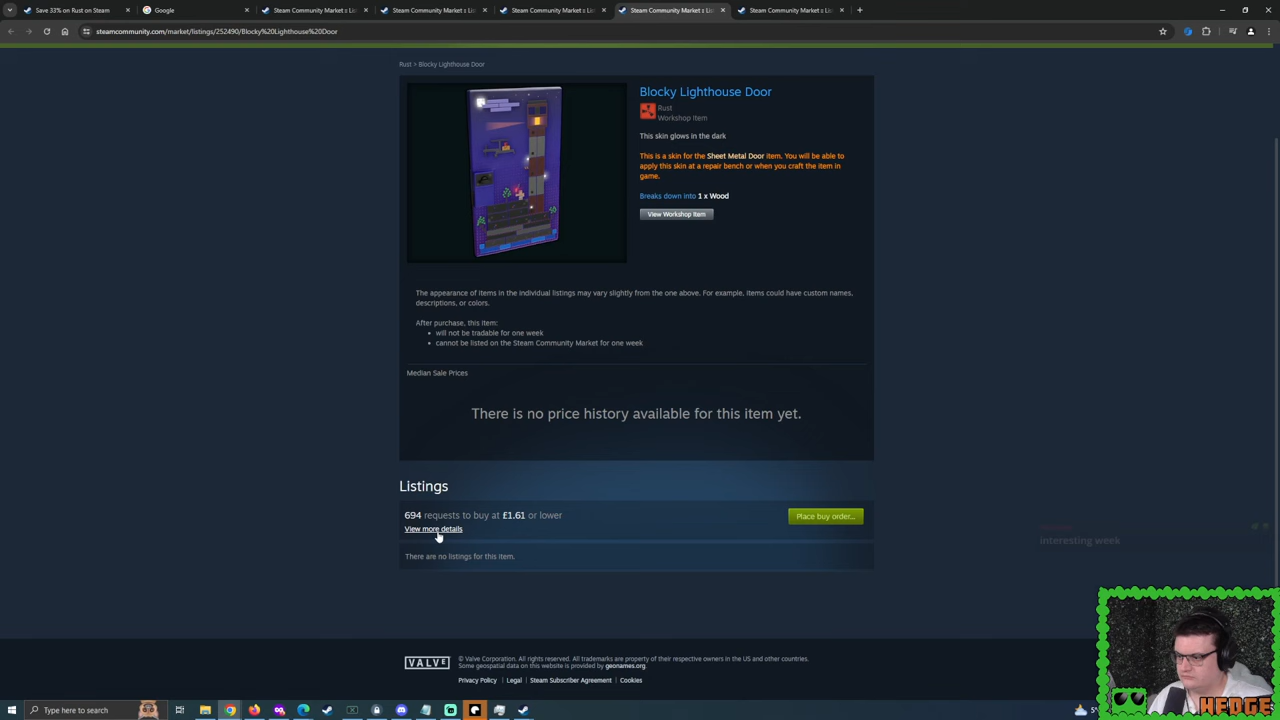 Save 33% on Rust on Steam
Google
Steam Community Market :: Lis
Steam Community Market :: Lis
Steam Community Market :: Lis
Steam Community Market :: Lis
Steam Community Market :: Lis
steamcommunity.com/market/listings/252490/Blocky%20Lighthouse%20Door
Rust > Blocky Lighthouse Door
Blocky Lighthouse Door
Rust
Workshop Item
This skin glows in the dark
This is a skin for the Sheet Metal Door item. You will be able to
apply this skin at a repair bench or when you craft the item in
game.
Breaks down into 1 x Wood
View Workshop Item
The appearance of items in the individual listings may vary slightly from the one above. For example, items could have custom names,
descriptions, or colors.
After purchase, this item:
• will not be tradable for one week
• cannot be listed on the Steam Community Market for one week
Median Sale Prices
There is no price history available for this item yet.
Listings
694 requests to buy at £1.61 or lower
Place buy order...
View more details
There are no listings for this item.
interesting week
VALVE
© Valve Corporation. All rights reserved. All trademarks are property of their respective owners in the US and other countries.
Some geospatial data on this website is provided by geonames.org.
Privacy Policy | Legal | Steam Subscriber Agreement | Cookies
Type here to search
HEDGE